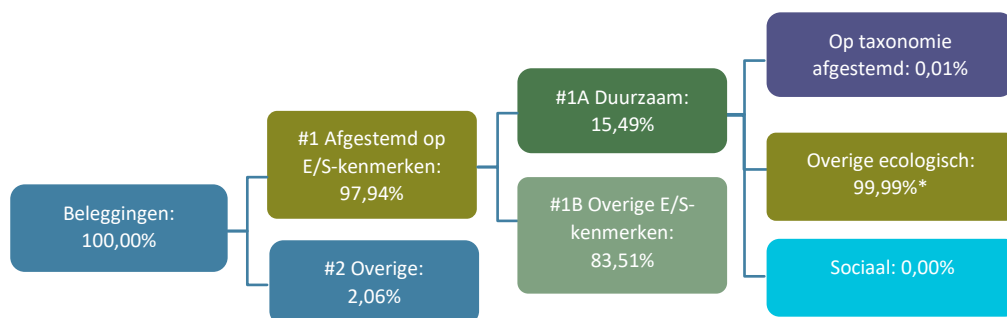 Beleggingen:
100,00%
#1 Afgestemd op
E/S-kenmerken:
97,94%
#2 Overige:
2,06%
#1A Duurzaam:
15,49%
#1B Overige E/S-
kenmerken:
83,51%
Op taxonomie
afgestemd: 0,01%
Overige ecologisch:
99,99%*
Sociaal: 0,00%